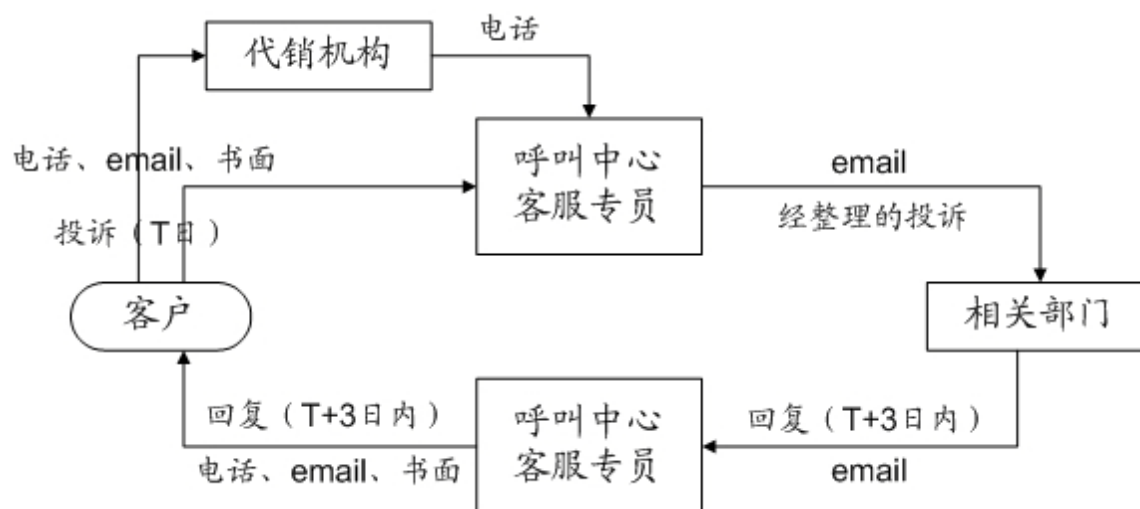 电话
代销机构
呼叫中心
客服专员
电话、email、书面
email
经整理的投诉
投诉（T日）
客户
相关部门
回复（T+3日内）
电话、email、书面
呼叫中心
客服专员
回复（T+3日内）
email